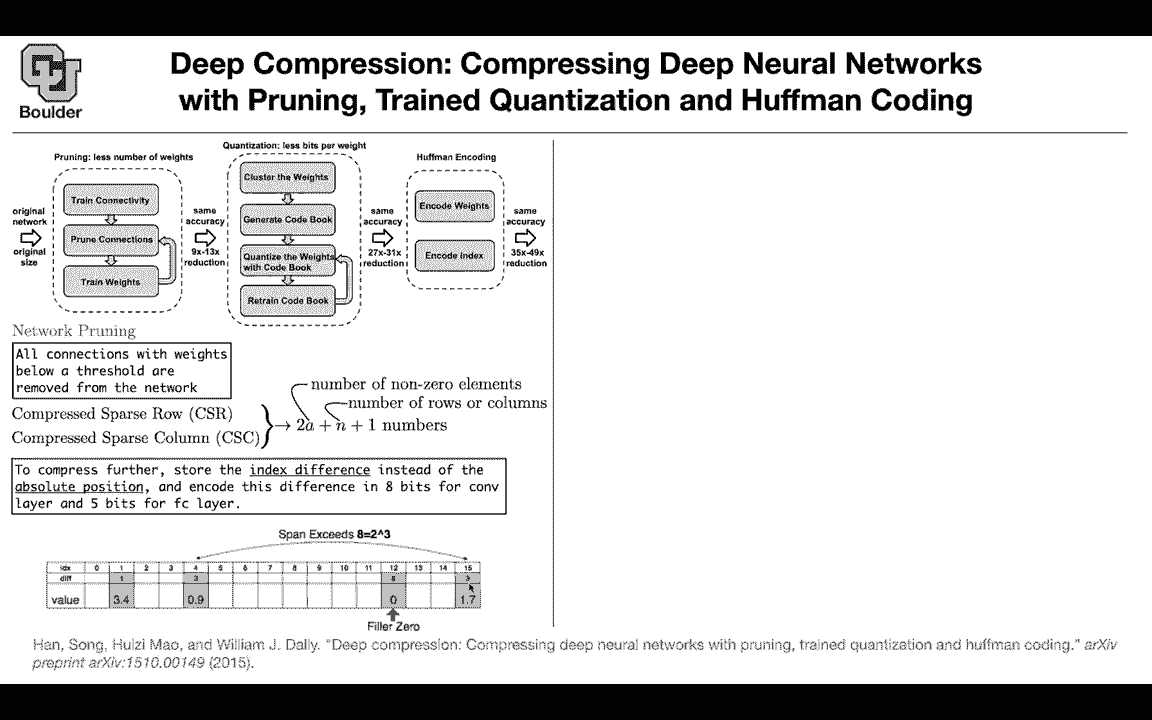 Boulder
Deep Compression: Compressing Deep Neural Networks
with Pruning, Trained Quantization and Huffman Coding
Pruning: less number of weights
Quantization: less bits per weight
Huffman Encoding
original
network
original
size
Train Connectivity
Prune Connections
Train Weights
same
accuracy
9x-13x
reduction
Cluster the Weights
Generate Code Book
Quantize the Weights
with Code Book
Retrain Code Book
same
accuracy
27x-31x
reduction
Encode Weights
Encode Index
same
accuracy
35x-49x
reduction
Network Pruning
All connections with weights
below a threshold are
removed from the network
Compressed Sparse Row (CSR)
Compressed Sparse Column (CSC)
number of non-zero elements
number of rows or columns
→ 2a + n + 1 numbers
To compress further, store the index difference instead of the
absolute position, and encode this difference in 8 bits for conv
layer and 5 bits for fc layer.
Span Exceeds 8=2^3
idx 0 1 2 3 4 5 6 7 8 9 10 11 12 13 14 15
diff 1 3 8 3
value 3.4 0.9 0 1.7
Filler Zero
Han, Song, Huizi Mao, and William J. Dally. "Deep compression: Compressing deep neural networks with pruning, trained quantization and huffman coding." arXiv
preprint arXiv:1510.00149 (2015).